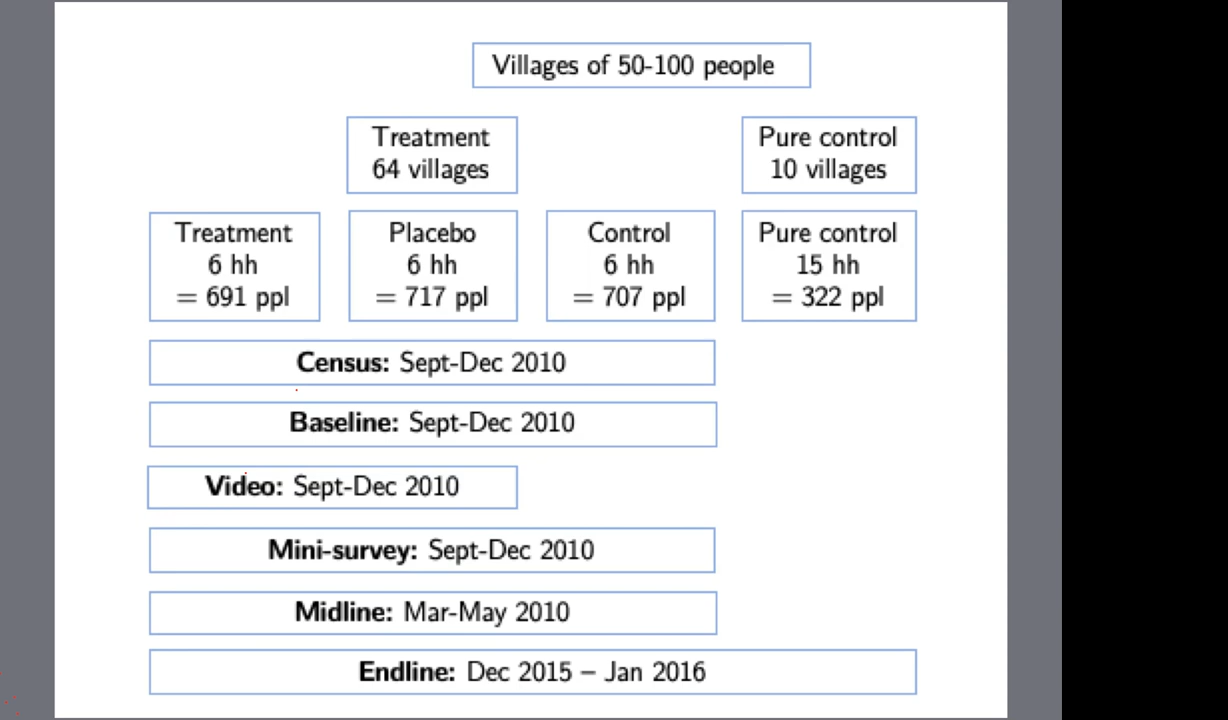 Villages of 50-100 people
Treatment
64 villages
Pure control
10 villages
Treatment
6 hh
= 691 ppl
Placebo
6 hh
= 717 ppl
Control
6 hh
= 707 ppl
Pure control
15 hh
= 322 ppl
Census: Sept-Dec 2010
Baseline: Sept-Dec 2010
Video: Sept-Dec 2010
Mini-survey: Sept-Dec 2010
Midline: Mar-May 2010
Endline: Dec 2015 – Jan 2016